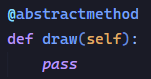 @abstractmethod
def draw(self):
    pass